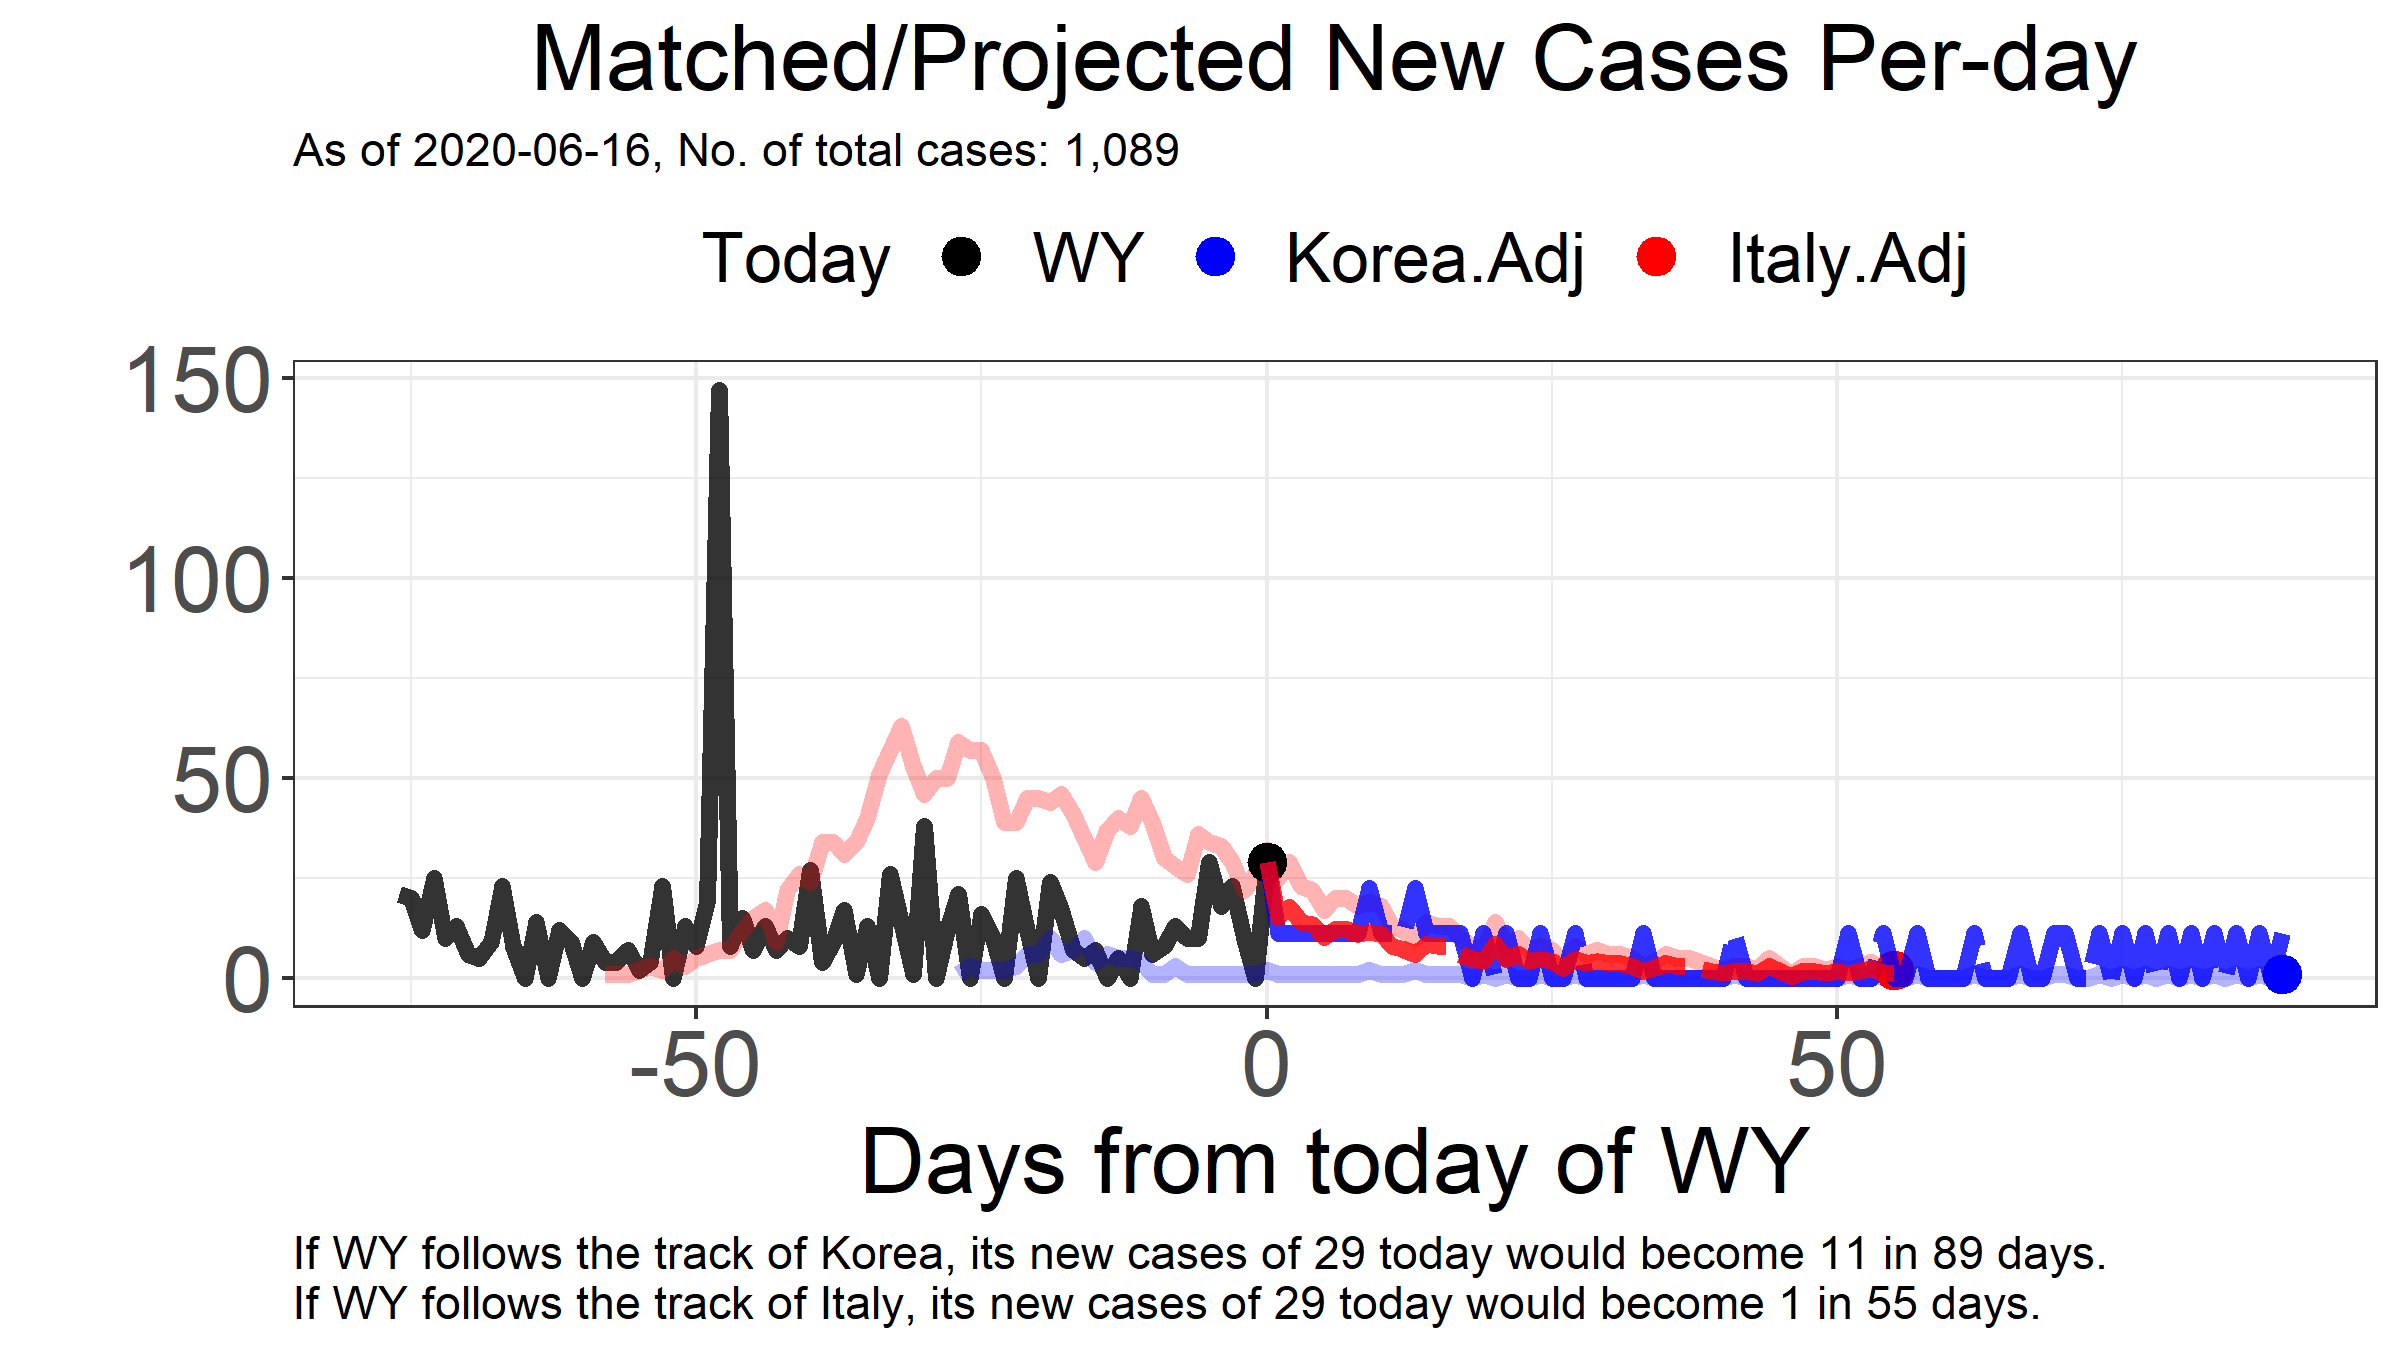 Matched/Projected New Cases Per-day
As of 2020-06-16, No. of total cases: 1,089
Today WY Korea.Adj Italy.Adj
150
100
50
0
-50 0 50
Days from today of WY
If WY follows the track of Korea, its new cases of 29 today would become 11 in 89 days.
If WY follows the track of Italy, its new cases of 29 today would become 1 in 55 days.